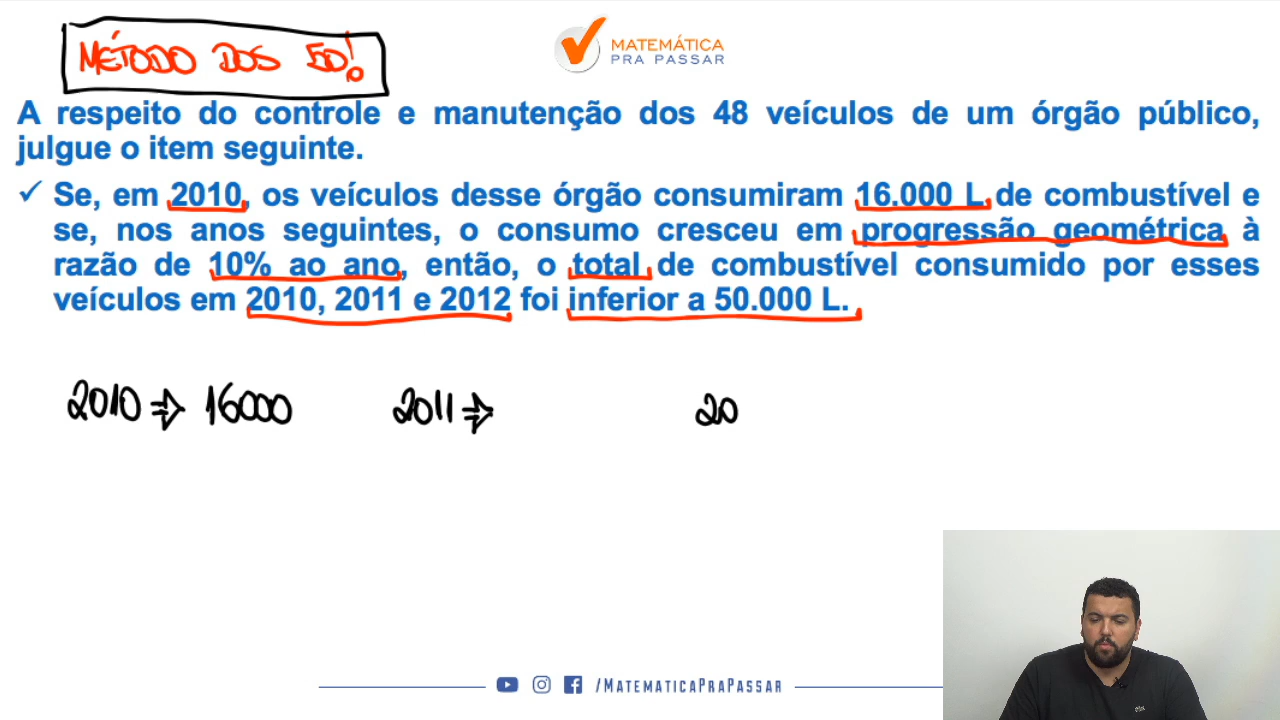 MÉTODO DOS 50!
MATEMÁTICA
PRA PASSAR
A respeito do controle e manutenção dos 48 veículos de um órgão público,
julgue o item seguinte.
✓ Se, em 2010, os veículos desse órgão consumiram 16.000 L de combustível e
se, nos anos seguintes, o consumo cresceu em progressão geométrica à
razão de 10% ao ano, então, o total de combustível consumido por esses
veículos em 2010, 2011 e 2012 foi inferior a 50.000 L.
2010 ⇒ 16000 2011 ⇒ 20
/MatematicaPraPassar